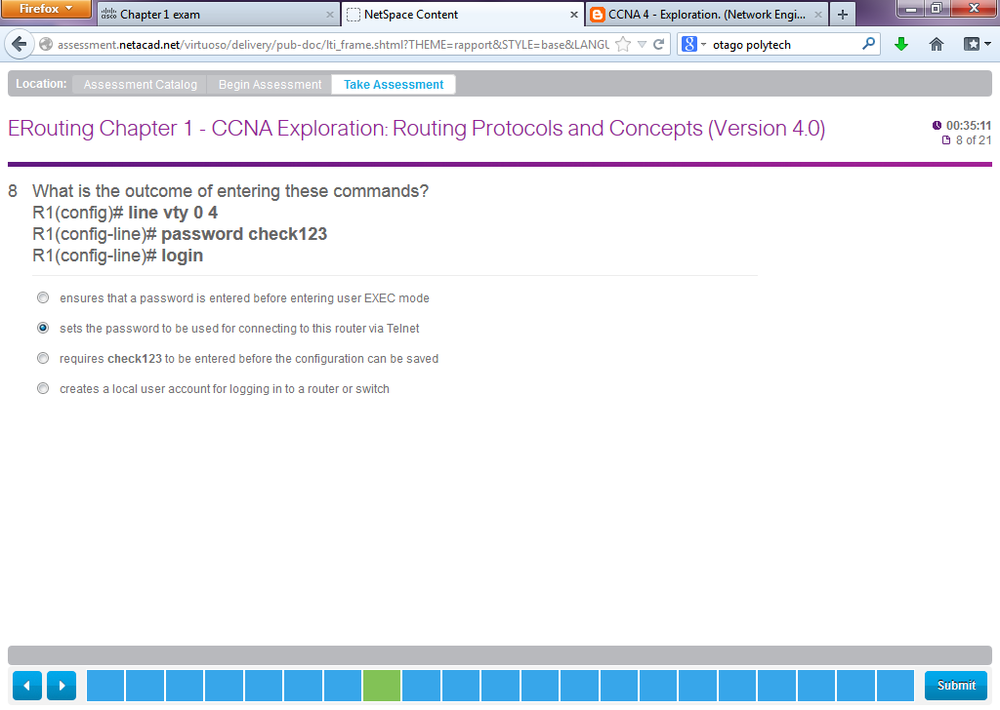 Firefox
Chapter 1 exam
NetSpace Content
CCNA 4 - Exploration. (Network Engi...
assessment.netacad.net/virtuoso/delivery/pub-doc/lti_frame.shtml?THEME=rapport&STYLE=base&LANGU
otago polytech
Location: Assessment Catalog Begin Assessment Take Assessment
ERouting Chapter 1 - CCNA Exploration: Routing Protocols and Concepts (Version 4.0)
00:35:11
8 of 21
8 What is the outcome of entering these commands?
R1(config)# line vty 0 4
R1(config-line)# password check123
R1(config-line)# login
ensures that a password is entered before entering user EXEC mode
sets the password to be used for connecting to this router via Telnet
requires check123 to be entered before the configuration can be saved
creates a local user account for logging in to a router or switch
Submit